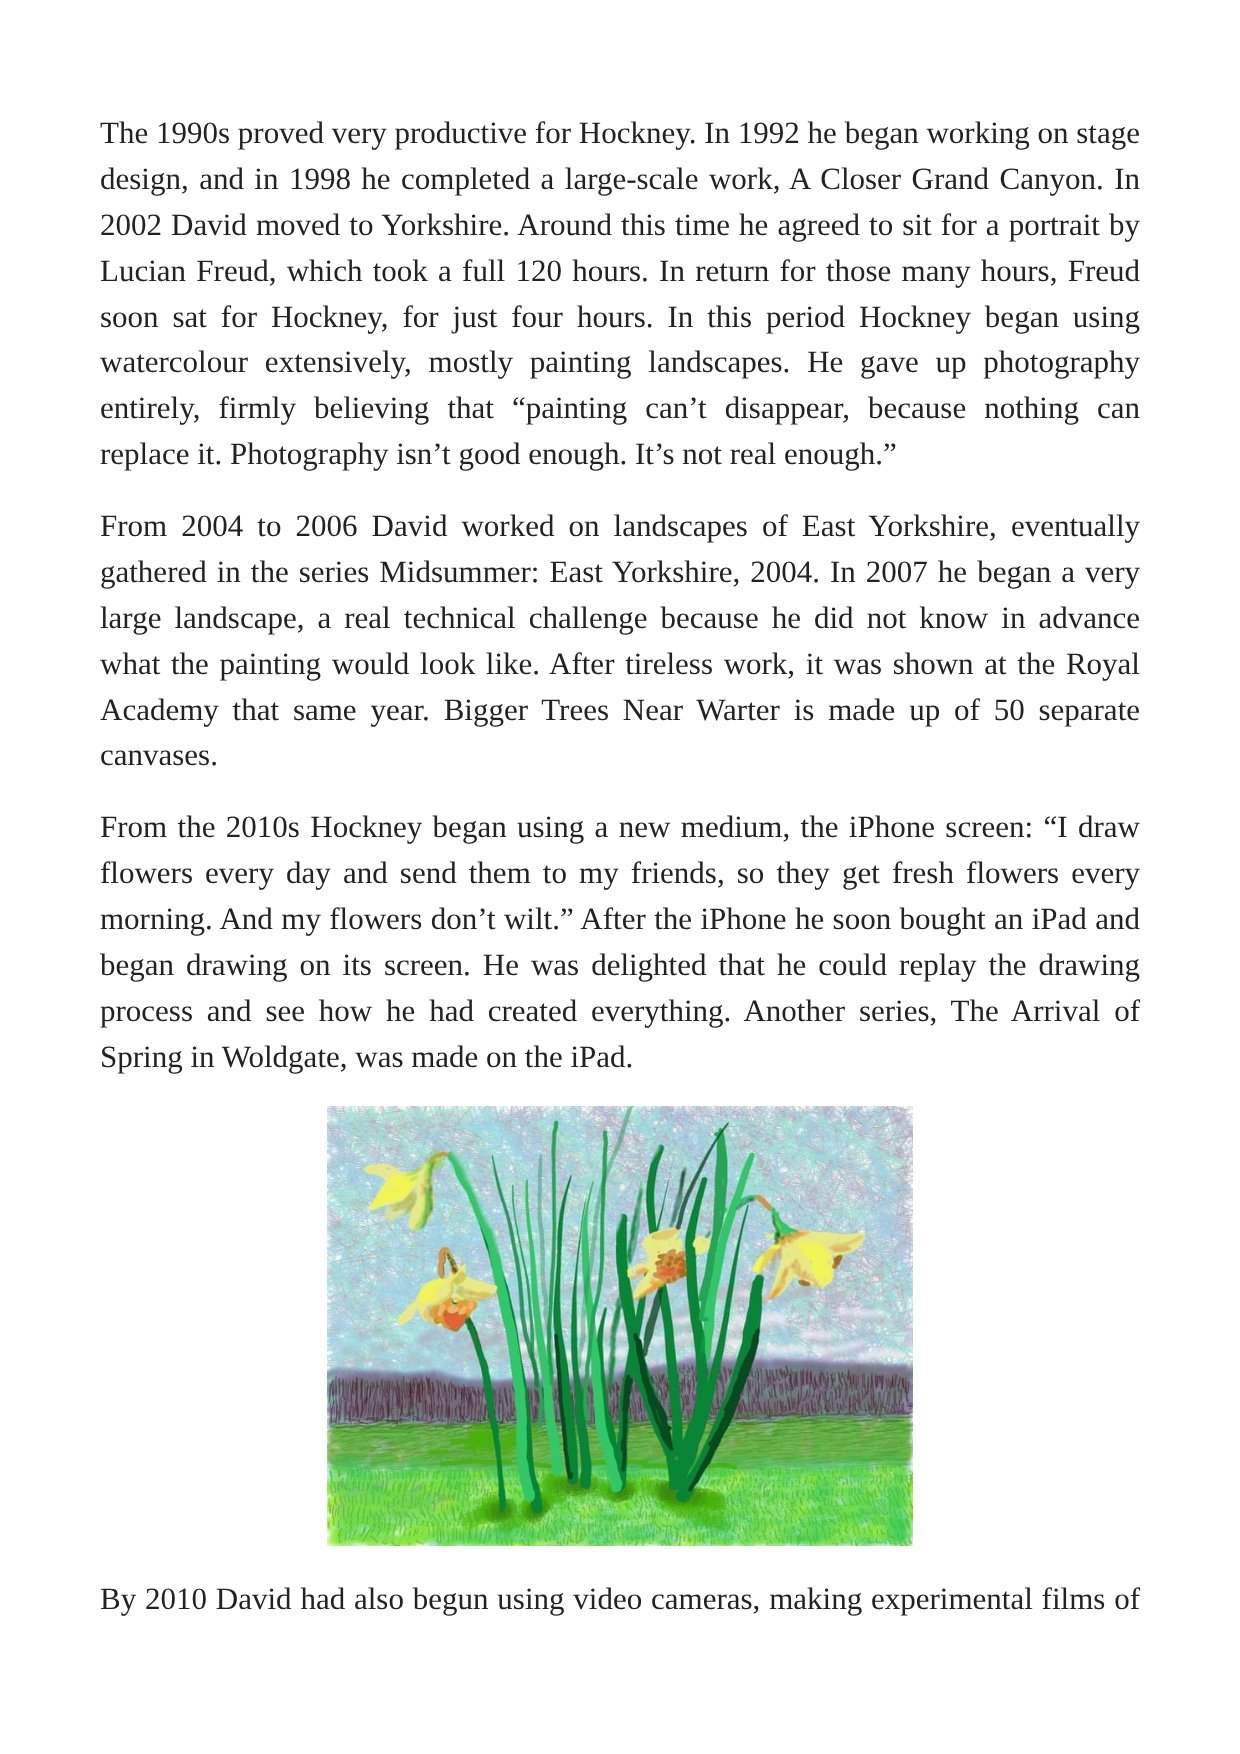 The 1990s proved very productive for Hockney. In 1992 he began working on stage
design, and in 1998 he completed a large-scale work, A Closer Grand Canyon. In
2002 David moved to Yorkshire. Around this time he agreed to sit for a portrait by
Lucian Freud, which took a full 120 hours. In return for those many hours, Freud
soon sat for Hockney, for just four hours. In this period Hockney began using
watercolour extensively, mostly painting landscapes. He gave up photography
entirely, firmly believing that “painting can’t disappear, because nothing can
replace it. Photography isn’t good enough. It’s not real enough.”
From 2004 to 2006 David worked on landscapes of East Yorkshire, eventually
gathered in the series Midsummer: East Yorkshire, 2004. In 2007 he began a very
large landscape, a real technical challenge because he did not know in advance
what the painting would look like. After tireless work, it was shown at the Royal
Academy that same year. Bigger Trees Near Warter is made up of 50 separate
canvases.
From the 2010s Hockney began using a new medium, the iPhone screen: “I draw
flowers every day and send them to my friends, so they get fresh flowers every
morning. And my flowers don’t wilt.” After the iPhone he soon bought an iPad and
began drawing on its screen. He was delighted that he could replay the drawing
process and see how he had created everything. Another series, The Arrival of
Spring in Woldgate, was made on the iPad.
By 2010 David had also begun using video cameras, making experimental films of